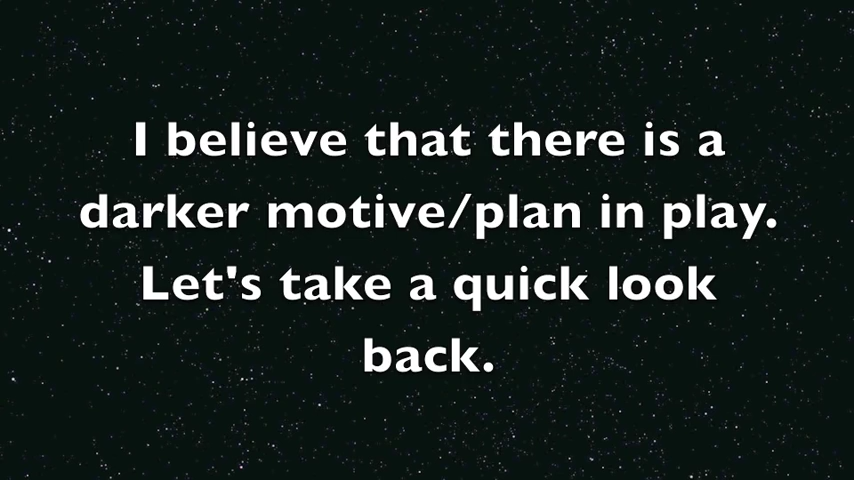 I believe that there is a
darker motive/plan in play.
Let's take a quick look
back.